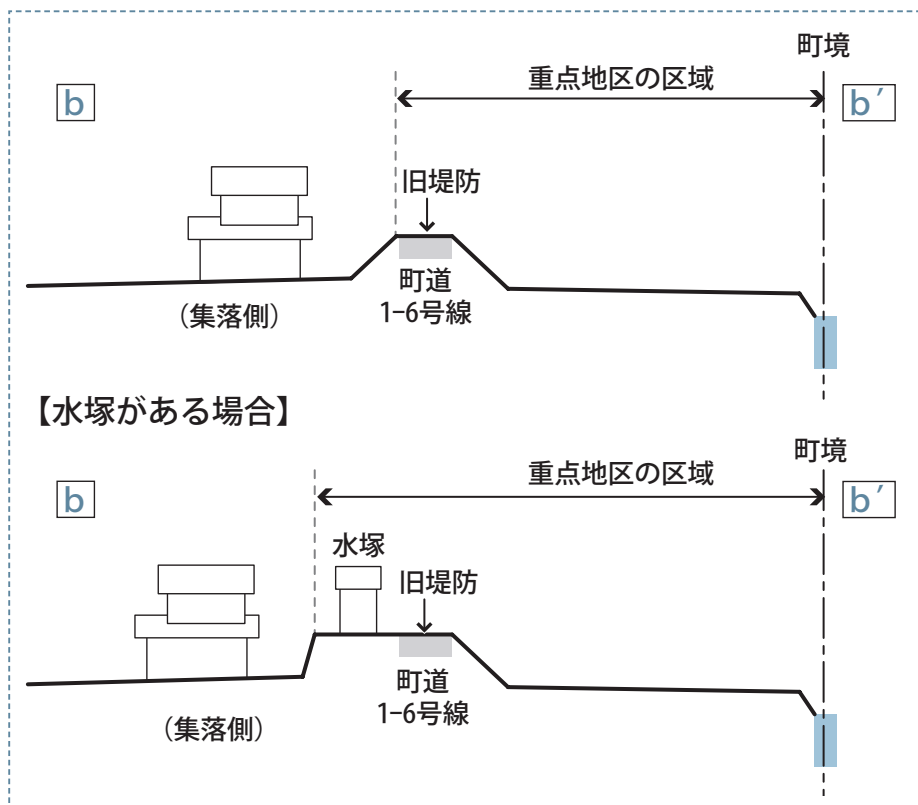 町境
重点地区の区域
b
b′
旧堤防
町道
1-6号線
（集落側）
【水塚がある場合】
町境
重点地区の区域
b
b′
水塚
旧堤防
町道
1-6号線
（集落側）